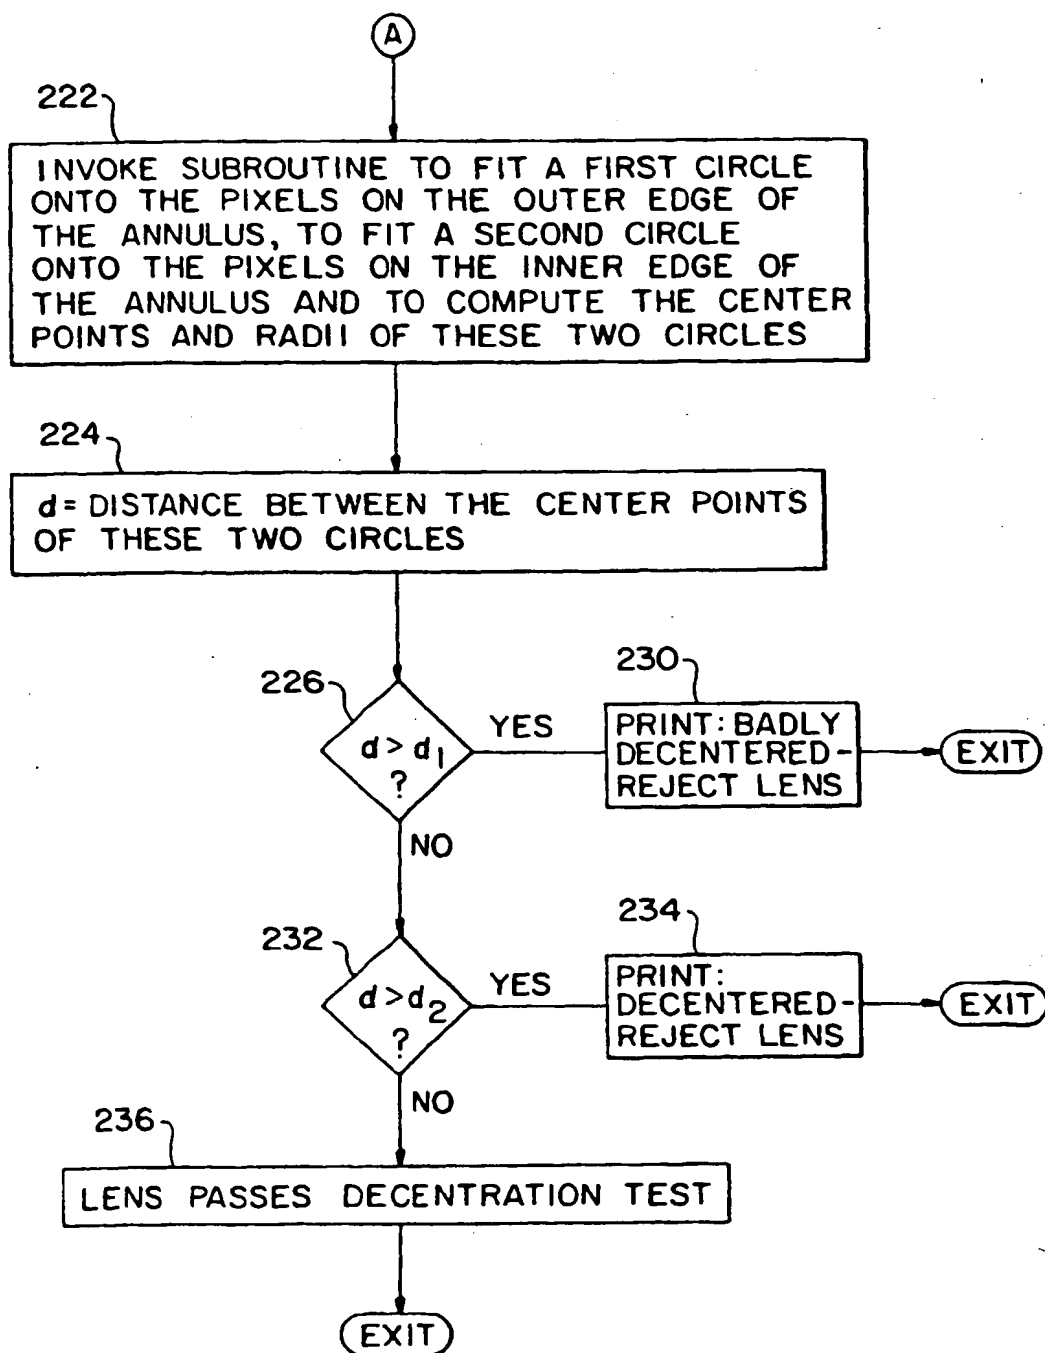 A
222
INVOKE SUBROUTINE TO FIT A FIRST CIRCLE
ONTO THE PIXELS ON THE OUTER EDGE OF
THE ANNULUS, TO FIT A SECOND CIRCLE
ONTO THE PIXELS ON THE INNER EDGE OF
THE ANNULUS AND TO COMPUTE THE CENTER
POINTS AND RADII OF THESE TWO CIRCLES
224
d = DISTANCE BETWEEN THE CENTER POINTS
OF THESE TWO CIRCLES
226
d > d1
?
YES
230
PRINT: BADLY
DECENTERED-
REJECT LENS
EXIT
NO
232
d > d2
?
YES
234
PRINT:
DECENTERED-
REJECT LENS
EXIT
NO
236
LENS PASSES DECENTRATION TEST
EXIT